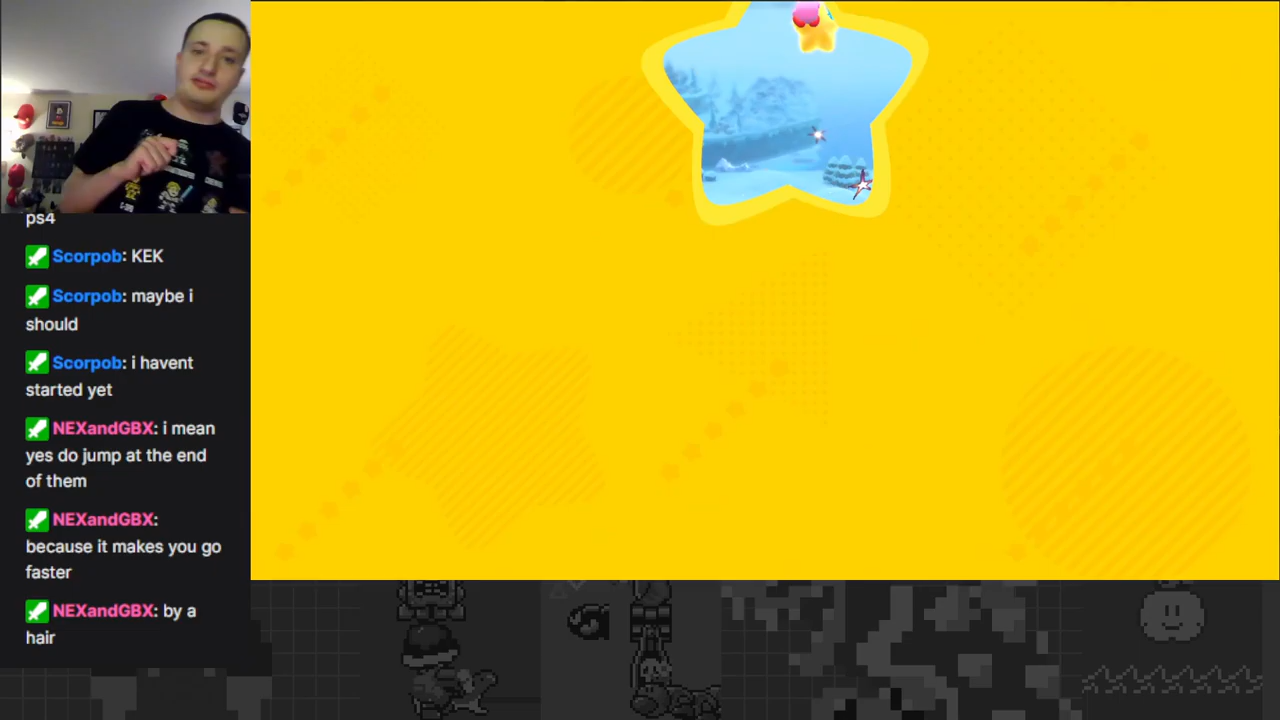 ps4
Scorpob: KEK
Scorpob: maybe i
should
Scorpob: i havent
started yet
NEXandGBX: i mean
yes do jump at the end
of them
NEXandGBX:
because it makes you go
faster
NEXandGBX: by a
hair